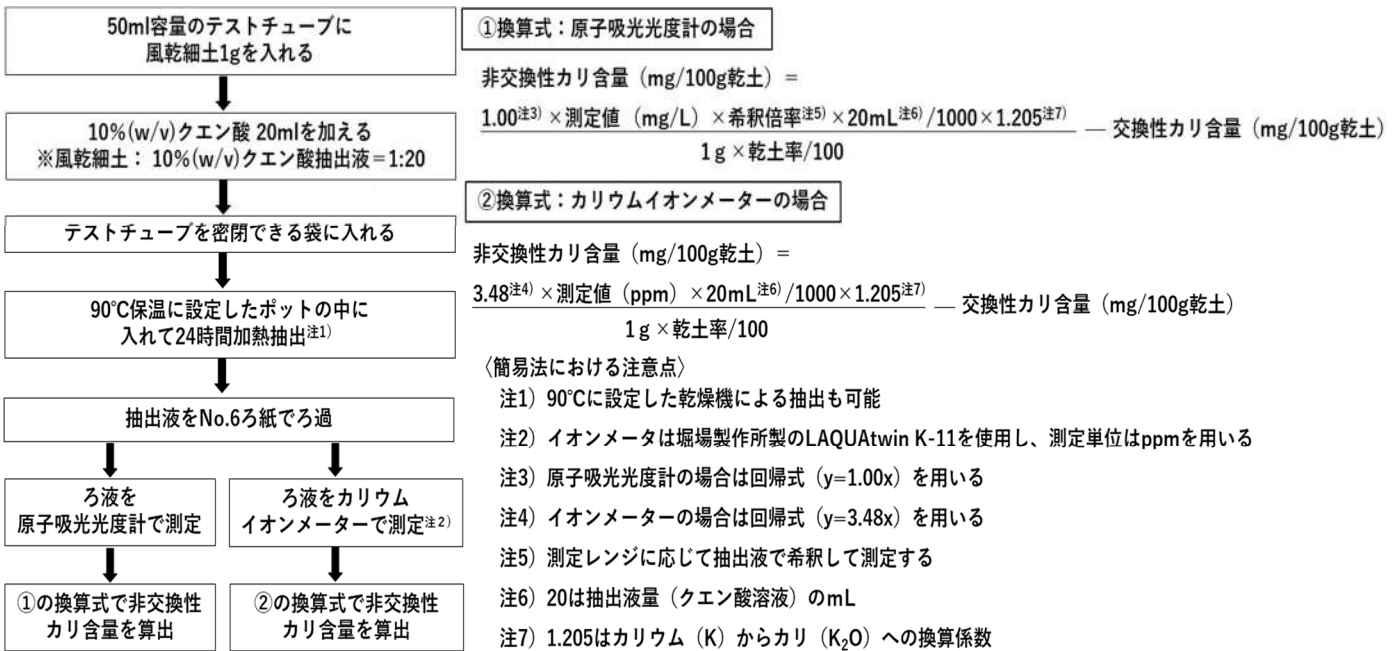 50ml容量のテストチューブに
風乾細土1gを入れる
10%(w/v)クエン酸 20mlを加える
※風乾細土： 10%(w/v)クエン酸抽出液＝1:20
テストチューブを密閉できる袋に入れる
90℃保温に設定したポットの中に
入れて24時間加熱抽出注1)
抽出液をNo.6ろ紙でろ過
ろ液を
原子吸光光度計で測定
ろ液をカリウム
イオンメーターで測定注2)
①の換算式で非交換性
カリ含量を算出
②の換算式で非交換性
カリ含量を算出
①換算式：原子吸光光度計の場合
非交換性カリ含量（mg/100g乾土）＝
1.00注3)×測定値（mg/L）×希釈倍率注5)×20mL注6)/1000×1.205注7)
1ｇ×乾土率/100
― 交換性カリ含量（mg/100g乾土）
②換算式：カリウムイオンメーターの場合
非交換性カリ含量（mg/100g乾土）＝
3.48注4)×測定値（ppm）×20mL注6)/1000×1.205注7)
1ｇ×乾土率/100
― 交換性カリ含量（mg/100g乾土）
〈簡易法における注意点〉
注1）90℃に設定した乾燥機による抽出も可能
注2）イオンメータは堀場製作所製のLAQUAtwin K-11を使用し、測定単位はppmを用いる
注3）原子吸光光度計の場合は回帰式（y=1.00x）を用いる
注4）イオンメーターの場合は回帰式（y=3.48x）を用いる
注5）測定レンジに応じて抽出液で希釈して測定する
注6）20は抽出液量（クエン酸溶液）のmL
注7）1.205はカリウム（K）からカリ（K₂O）への換算係数